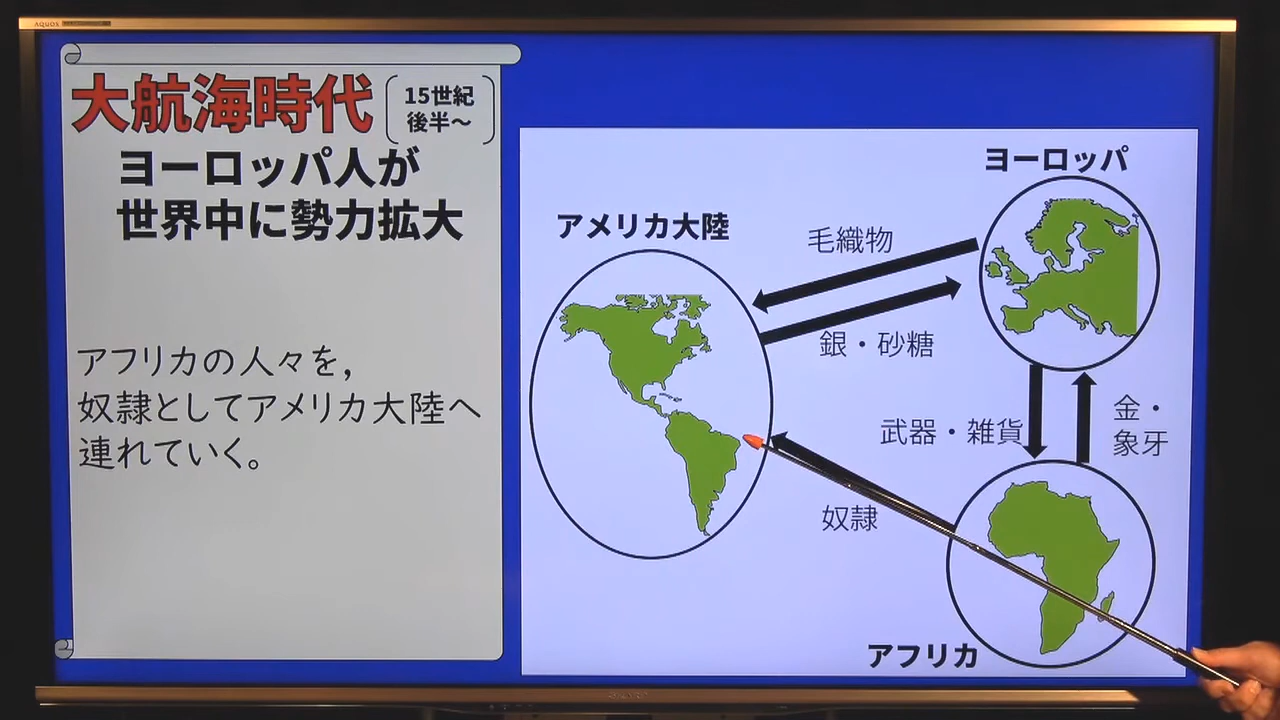 AQUOS
大航海時代
15世紀
後半～
ヨーロッパ人が
世界中に勢力拡大
アフリカの人々を，
奴隷としてアメリカ大陸へ
連れていく。
ヨーロッパ
アメリカ大陸
毛織物
銀・砂糖
武器・雑貨
金・
象牙
奴隷
アフリカ